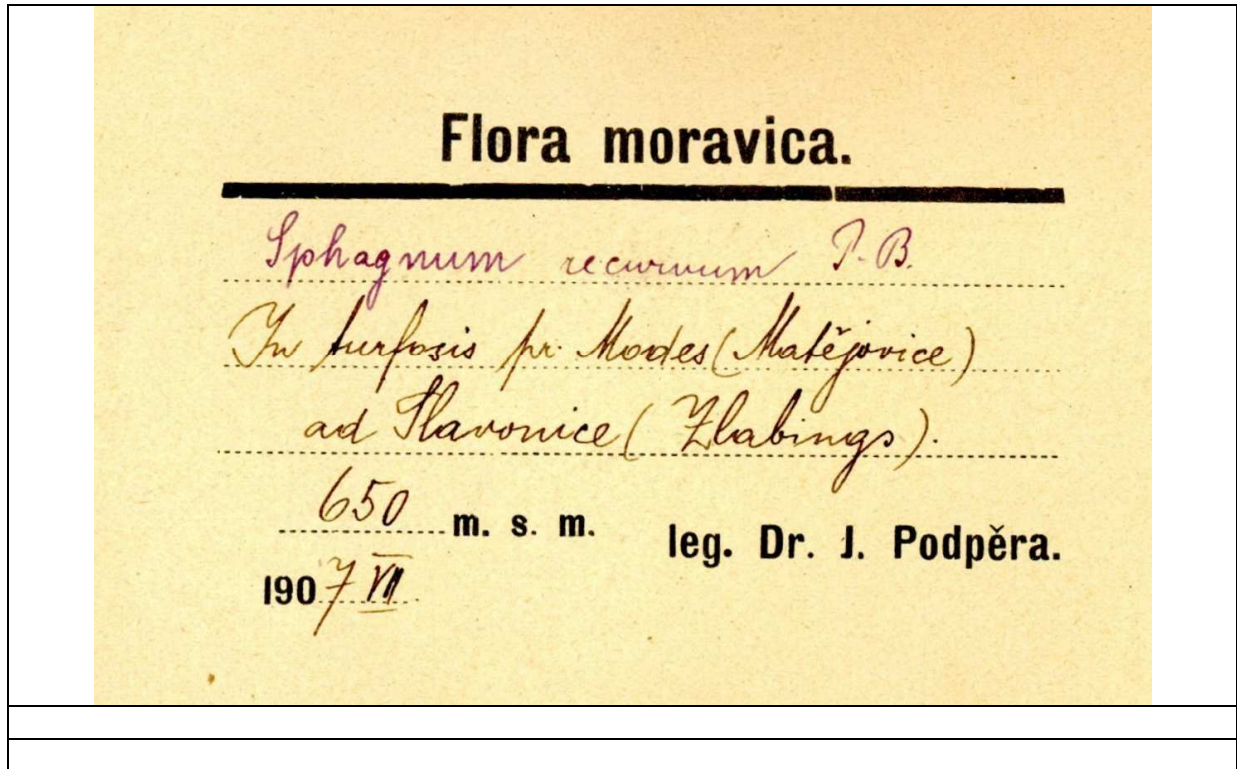 Flora moravica.
Sphagnum recurvum P. B.
In turfosis pr. Modes (Matějovice)
ad Slavonice (Zlabings).
650 m. s. m.
leg. Dr. J. Podpěra.
1907 VII